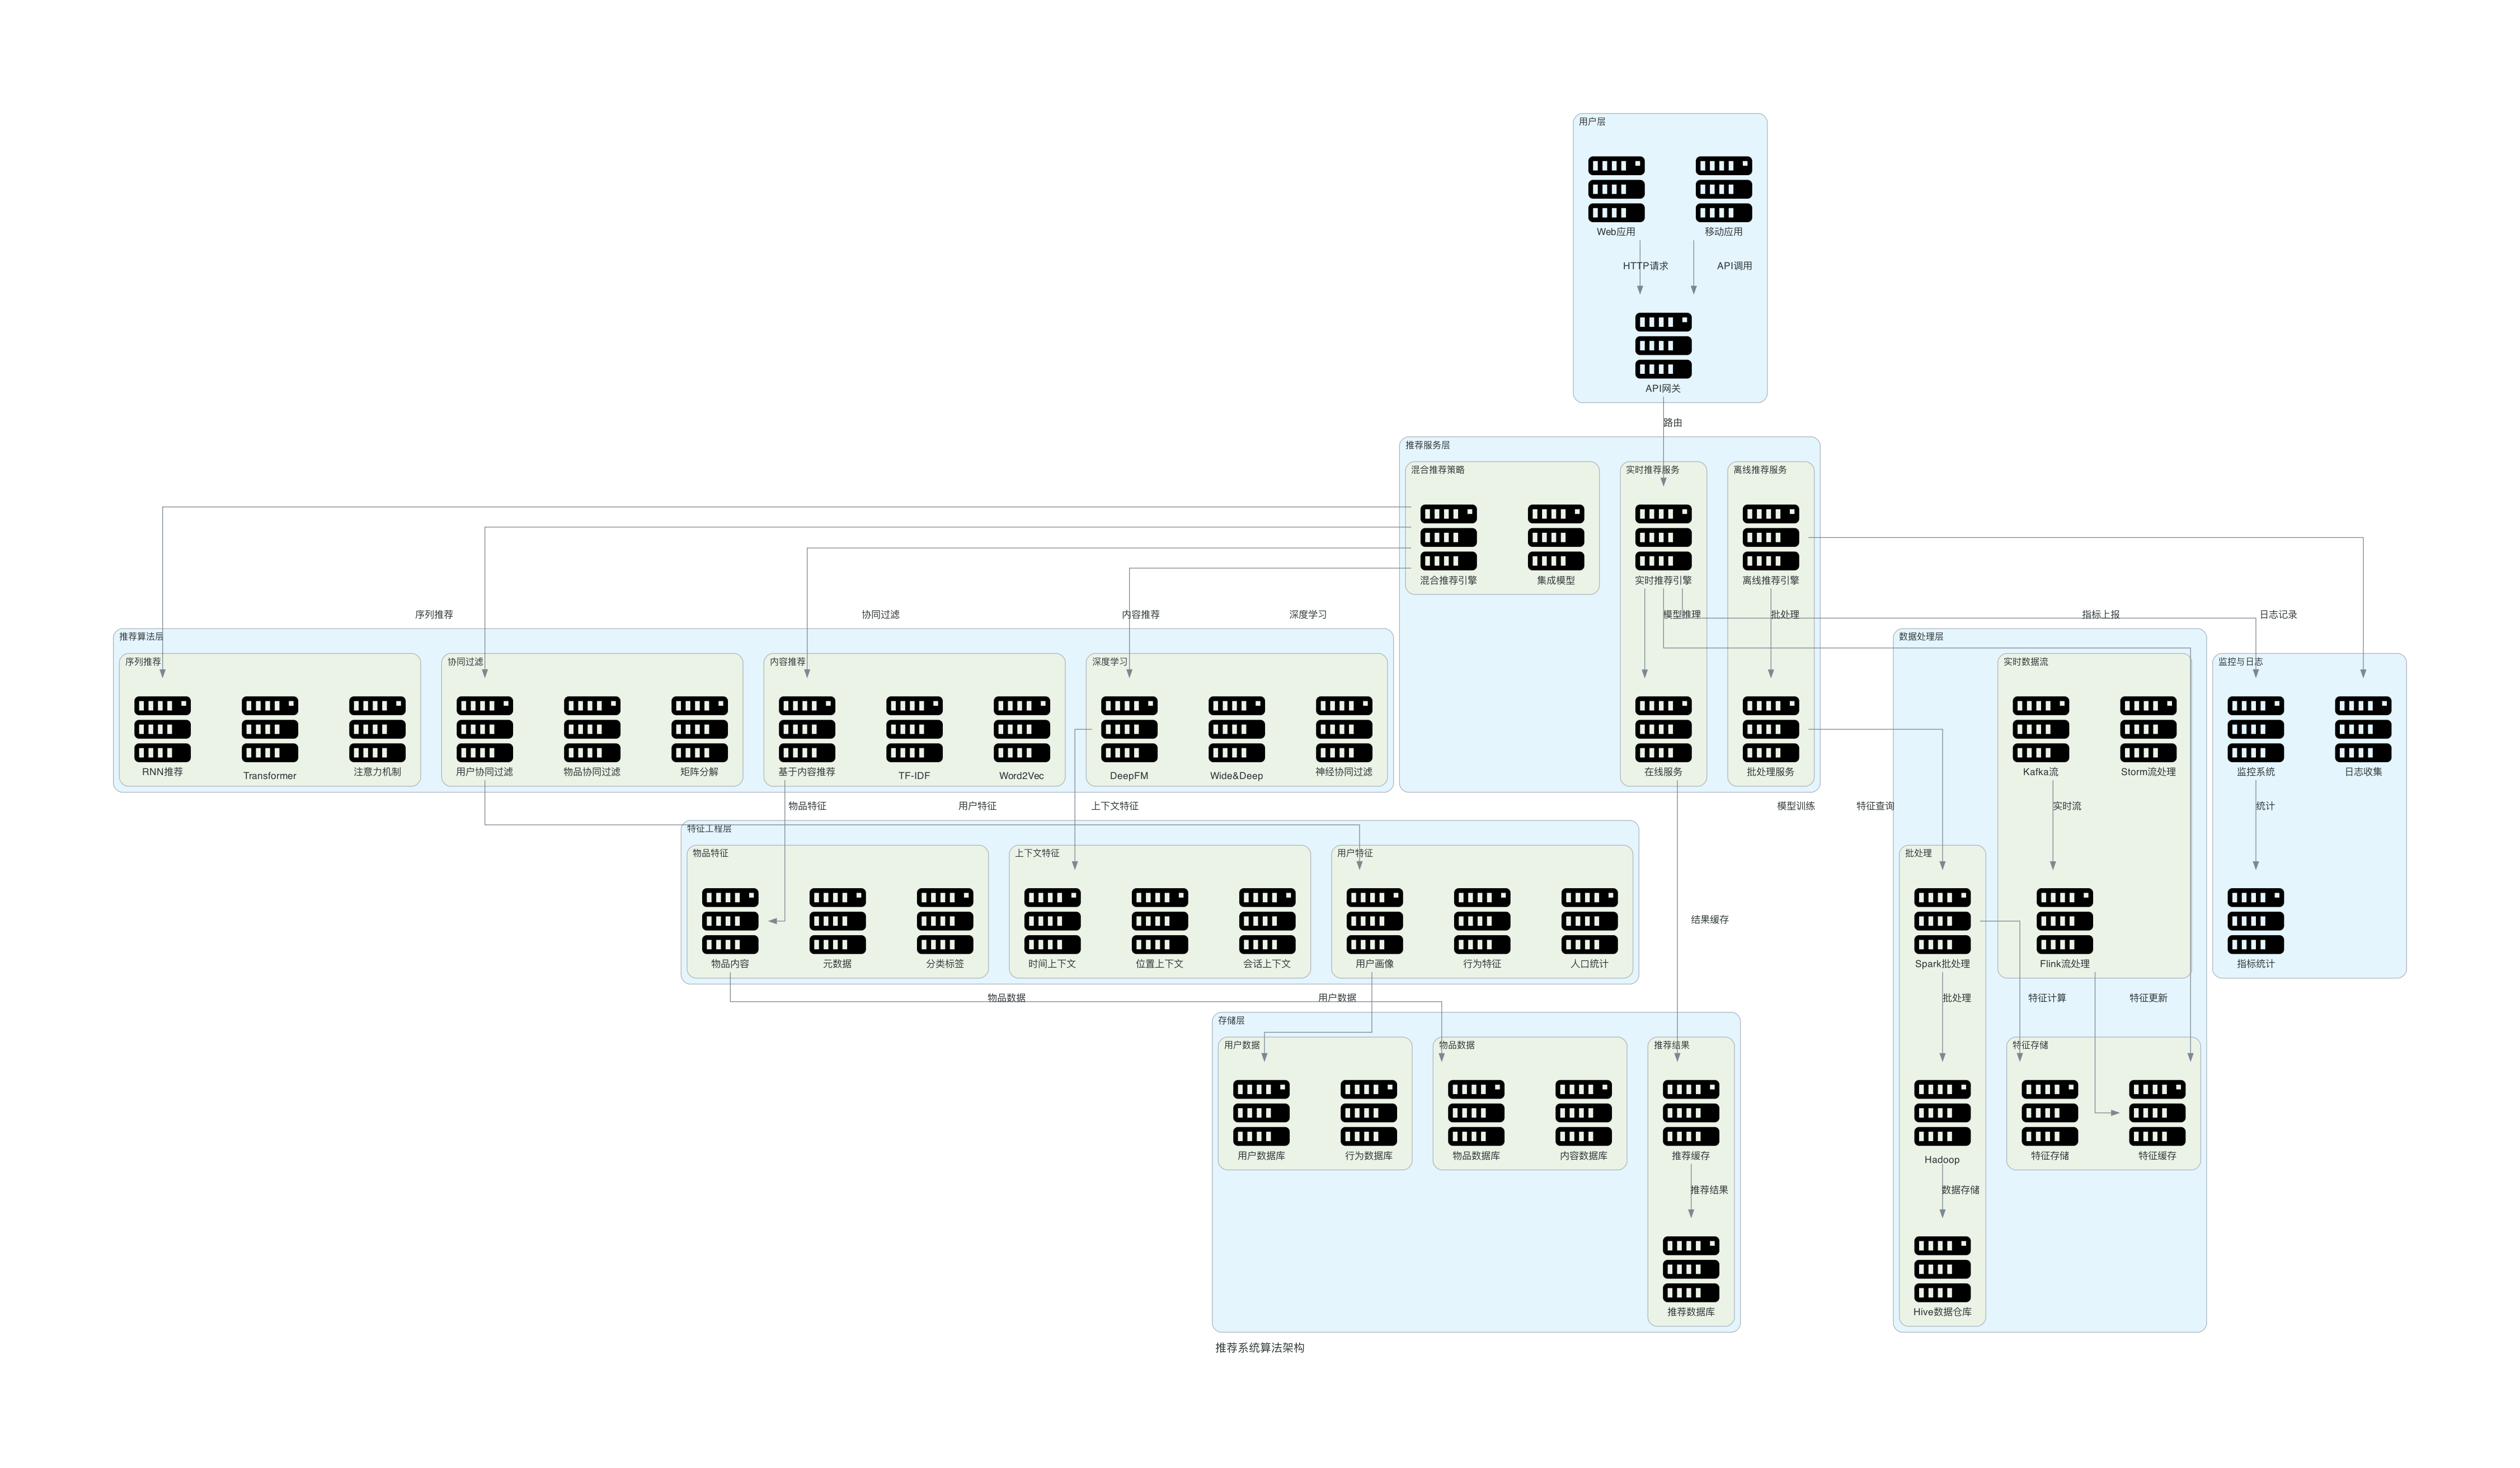 用户层
Web应用
移动应用
HTTP请求
API调用
API网关
路由
推荐服务层
混合推荐策略
实时推荐服务
离线推荐服务
混合推荐引擎
集成模型
实时推荐引擎
离线推荐引擎
序列推荐
协同过滤
内容推荐
深度学习
模型推理
批处理
指标上报
日志记录
推荐算法层
数据处理层
序列推荐
协同过滤
内容推荐
深度学习
实时数据流
监控与日志
RNN推荐
Transformer
注意力机制
用户协同过滤
物品协同过滤
矩阵分解
基于内容推荐
TF-IDF
Word2Vec
DeepFM
Wide&Deep
神经协同过滤
在线服务
批处理服务
Kafka流
Storm流处理
监控系统
日志收集
物品特征
用户特征
上下文特征
模型训练
特征查询
实时流
统计
特征工程层
物品特征
上下文特征
用户特征
批处理
结果缓存
物品内容
元数据
分类标签
时间上下文
位置上下文
会话上下文
用户画像
行为特征
人口统计
Spark批处理
Flink流处理
指标统计
物品数据
用户数据
批处理
特征计算
特征更新
存储层
用户数据
物品数据
推荐结果
特征存储
用户数据库
行为数据库
物品数据库
内容数据库
推荐缓存
Hadoop
特征存储
特征缓存
推荐结果
数据存储
推荐数据库
Hive数据仓库
推荐系统算法架构